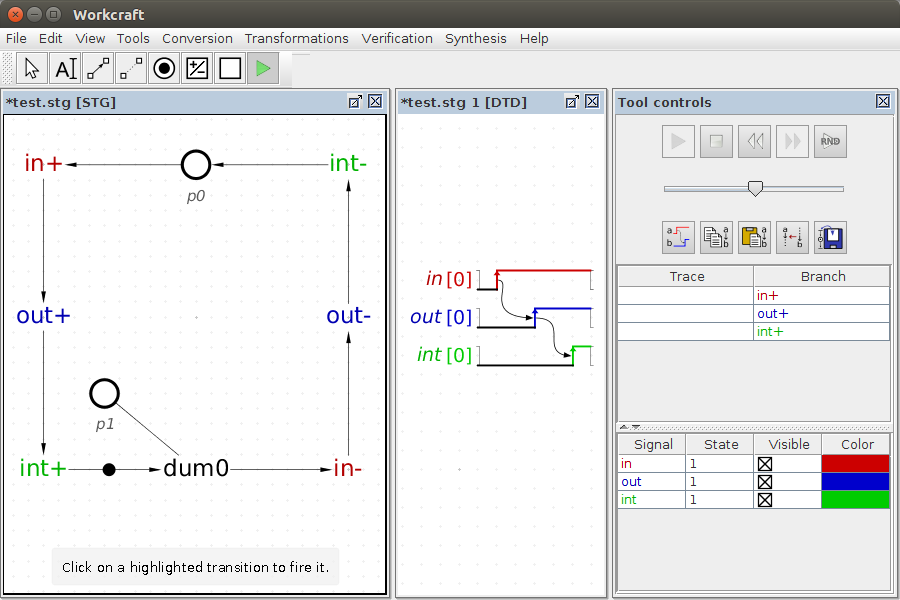 Workcraft
File Edit View Tools Conversion Transformations Verification Synthesis Help
AI
*test.stg [STG]
in+
int-
p0
out+
out-
p1
int+
dum0
in-
Click on a highlighted transition to fire it.
*test.stg 1 [DTD]
in [0]
out [0]
int [0]
Tool controls
RND
a b
a b
a b
a b
a b
Trace Branch
in+
out+
int+
Signal State Visible Color
in 1
out 1
int 1